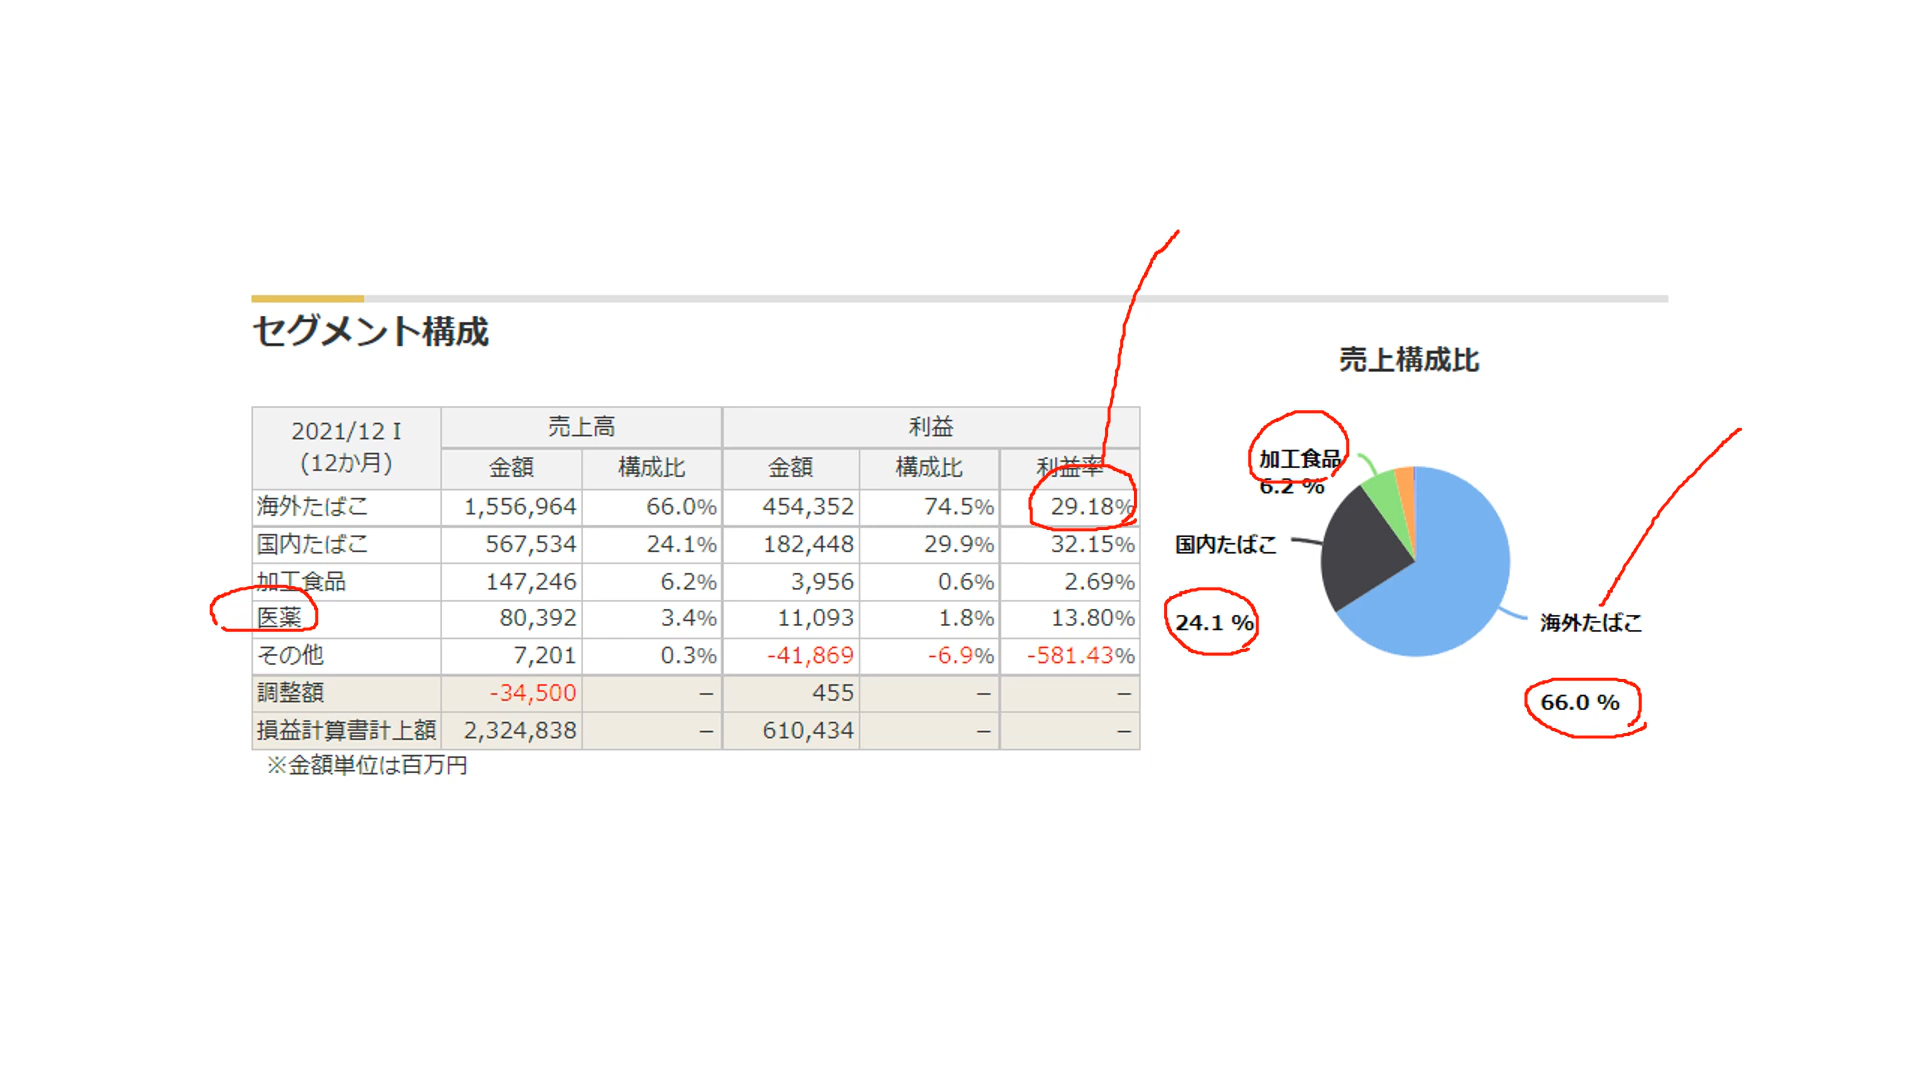 セグメント構成
2021/12 I
(12か月)
売上高 利益
金額 構成比 金額 構成比 利益率
海外たばこ 1,556,964 66.0% 454,352 74.5% 29.18%
国内たばこ 567,534 24.1% 182,448 29.9% 32.15%
加工食品 147,246 6.2% 3,956 0.6% 2.69%
医薬 80,392 3.4% 11,093 1.8% 13.80%
その他 7,201 0.3% -41,869 -6.9% -581.43%
調整額 -34,500 – 455 – –
損益計算書計上額 2,324,838 – 610,434 – –
※金額単位は百万円
売上構成比
加工食品
6.2 %
国内たばこ
24.1 %
海外たばこ
66.0 %